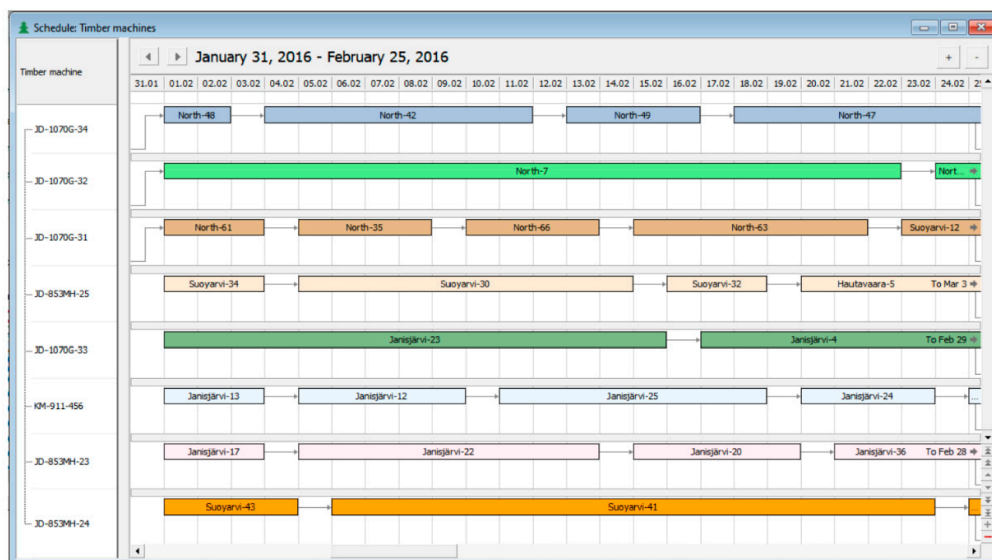 Schedule: Timber machines
Timber machine
January 31, 2016 - February 25, 2016
+ -
31.01 01.02 02.02 03.02 04.02 05.02 06.02 07.02 08.02 09.02 10.02 11.02 12.02 13.02 14.02 15.02 16.02 17.02 18.02 19.02 20.02 21.02 22.02 23.02 24.02 25
JD-1070G-34 North-48 North-42 North-49 North-47
JD-1070G-32 North-7 Nort...
JD-1070G-31 North-61 North-35 North-66 North-63 Suoyarvi-12
JD-853MH-25 Suoyarvi-34 Suoyarvi-30 Suoyarvi-32 Hautavaara-5 To Mar 3
JD-1070G-33 Janisjärvi-23 Janisjärvi-4 To Feb 29
KM-911-456 Janisjärvi-13 Janisjärvi-12 Janisjärvi-25 Janisjärvi-24 ...
JD-853MH-23 Janisjärvi-17 Janisjärvi-22 Janisjärvi-20 Janisjärvi-36 To Feb 28
JD-853MH-24 Suoyarvi-43 Suoyarvi-41 ...